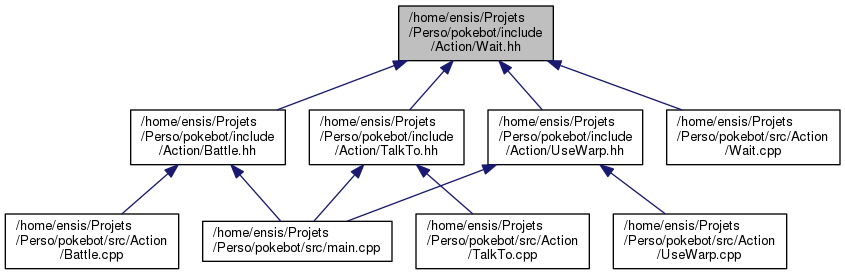 /home/ensis/Projets
/Perso/pokebot/include
/Action/Wait.hh
/home/ensis/Projets
/Perso/pokebot/include
/Action/Battle.hh
/home/ensis/Projets
/Perso/pokebot/include
/Action/TalkTo.hh
/home/ensis/Projets
/Perso/pokebot/include
/Action/UseWarp.hh
/home/ensis/Projets
/Perso/pokebot/src/Action
/Wait.cpp
/home/ensis/Projets
/Perso/pokebot/src/Action
/Battle.cpp
/home/ensis/Projets
/Perso/pokebot/src/main.cpp
/home/ensis/Projets
/Perso/pokebot/src/Action
/TalkTo.cpp
/home/ensis/Projets
/Perso/pokebot/src/Action
/UseWarp.cpp